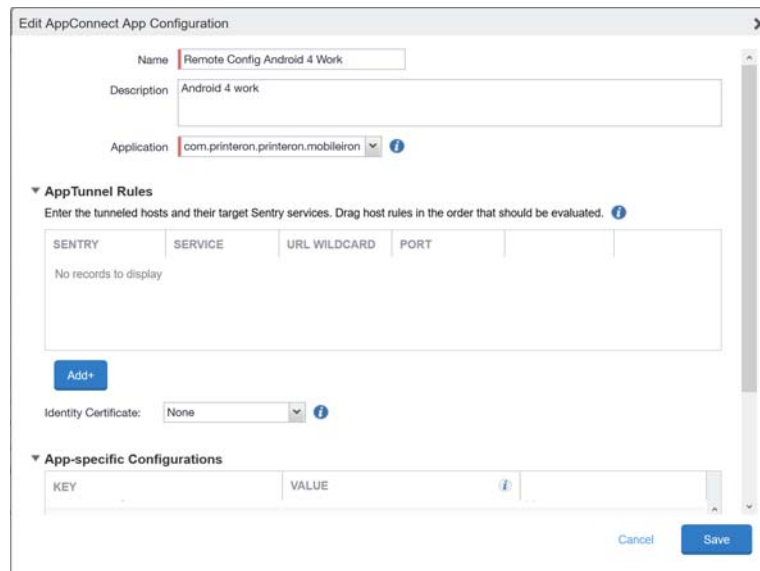 Edit AppConnect App Configuration
Name Remote Config Android 4 Work
Description Android 4 work
Application com.printeron.printeron.mobileiron
AppTunnel Rules
Enter the tunneled hosts and their target Sentry services. Drag host rules in the order that should be evaluated.
SENTRY SERVICE URL WILDCARD PORT
No records to display
Add+
Identity Certificate: None
App-specific Configurations
KEY VALUE
Cancel Save